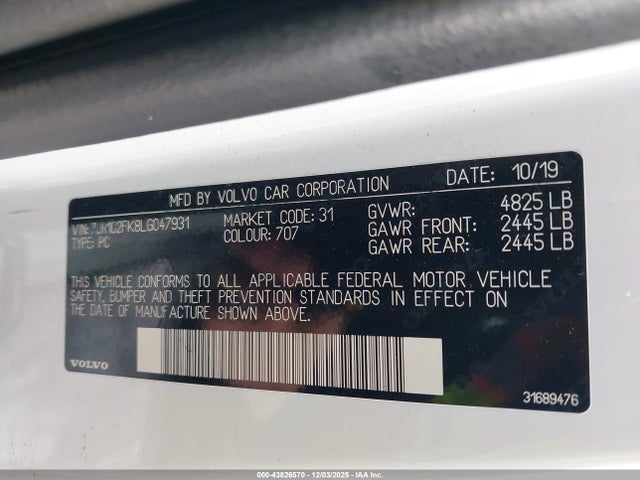 MFD BY VOLVO CAR CORPORATION DATE: 10/19
VIN: 7JR102FK8LG047931 MARKET CODE: 31 GVWR: 4825 LB
TYPE: PC COLOUR: 707 GAWR FRONT: 2445 LB
GAWR REAR: 2445 LB
THIS VEHICLE CONFORMS TO ALL APPLICABLE FEDERAL MOTOR VEHICLE
SAFETY, BUMPER AND THEFT PREVENTION STANDARDS IN EFFECT ON
THE DATE OF MANUFACTURE SHOWN ABOVE.
VOLVO
31689476
000-43826570 - 12/03/2025 - IAA Inc.